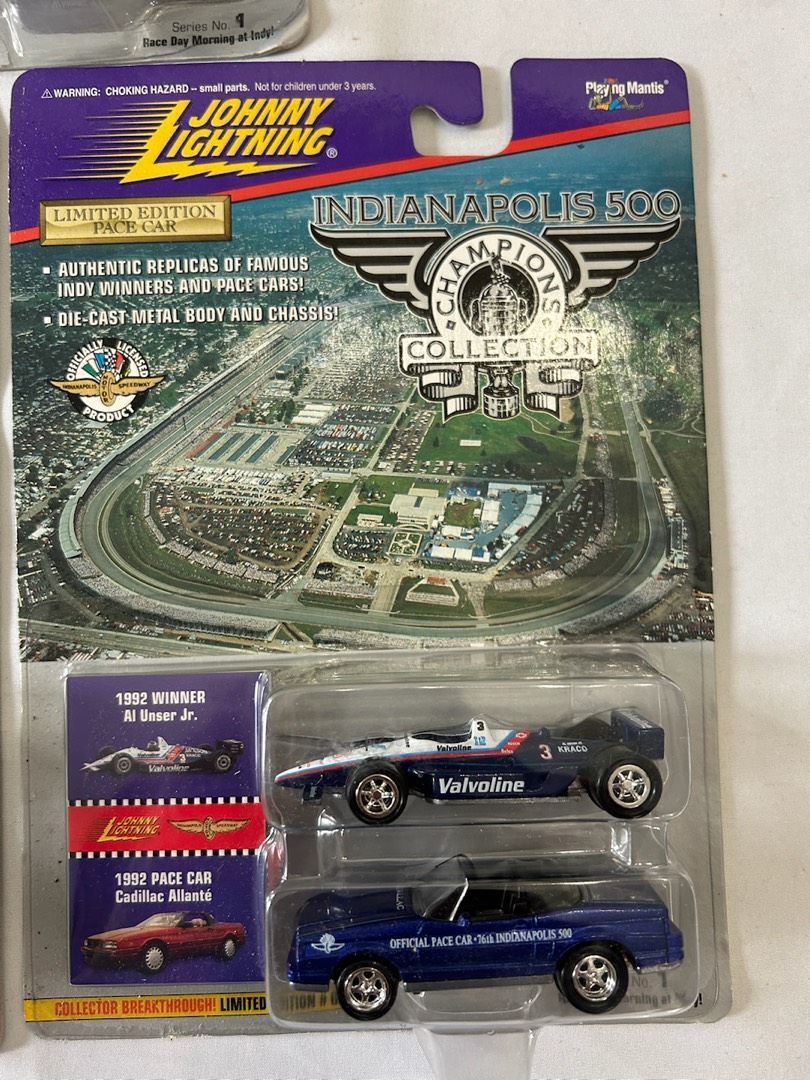 Series No. 1
Race Day Morning at Indy!
WARNING: CHOKING HAZARD -- small parts. Not for children under 3 years.
Playing Mantis
JOHNNY
LIGHTNING®
LIMITED EDITION
PACE CAR
INDIANAPOLIS 500
CHAMPIONS
COLLECTION
▪ AUTHENTIC REPLICAS OF FAMOUS
INDY WINNERS AND PACE CARS!
▪ DIE-CAST METAL BODY AND CHASSIS!
OFFICIALLY LICENSED
INDIANAPOLIS MOTOR SPEEDWAY
PRODUCT
1992 WINNER
Al Unser Jr.
3
Valvoline
3
Valvoline
3
KRACO
Valvoline
JOHNNY
LIGHTNING
1992 PACE CAR
Cadillac Allanté
OFFICIAL PACE CAR • 76th INDIANAPOLIS 500
COLLECTOR BREAKTHROUGH! LIMITED
No. 1